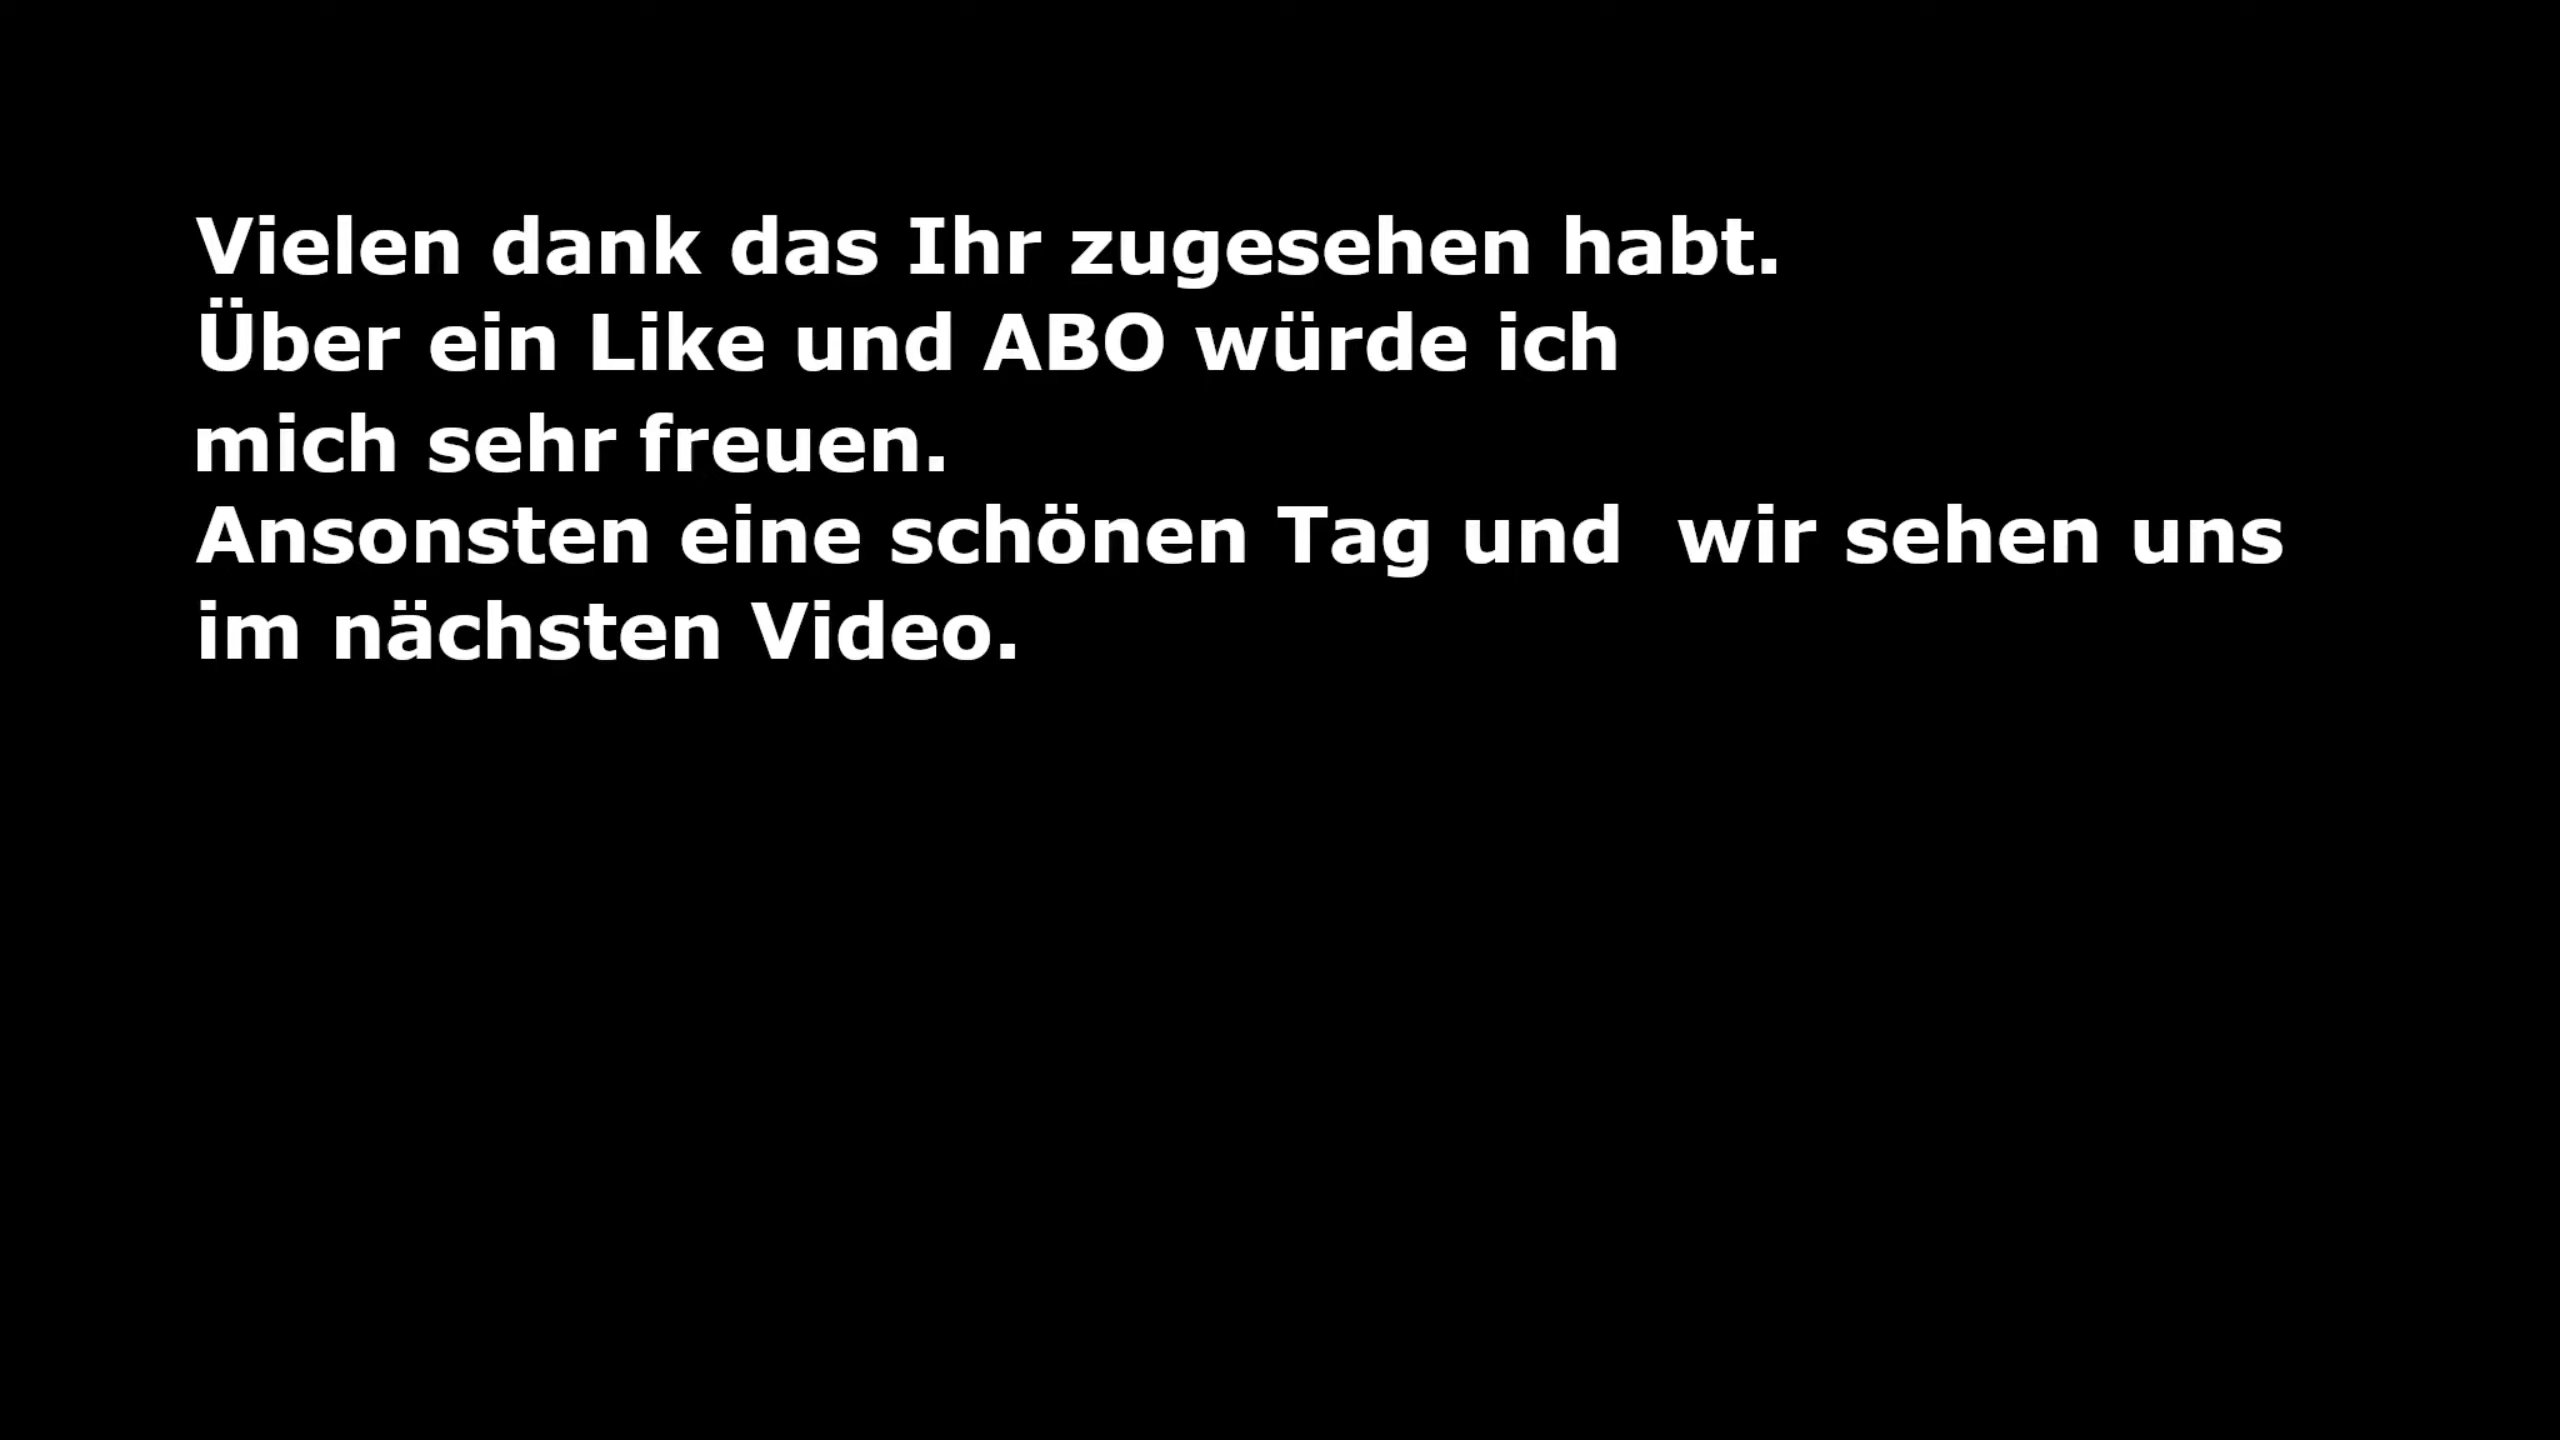 Vielen dank das Ihr zugesehen habt.
Über ein Like und ABO würde ich
mich sehr freuen.
Ansonsten eine schönen Tag und  wir sehen uns
im nächsten Video.